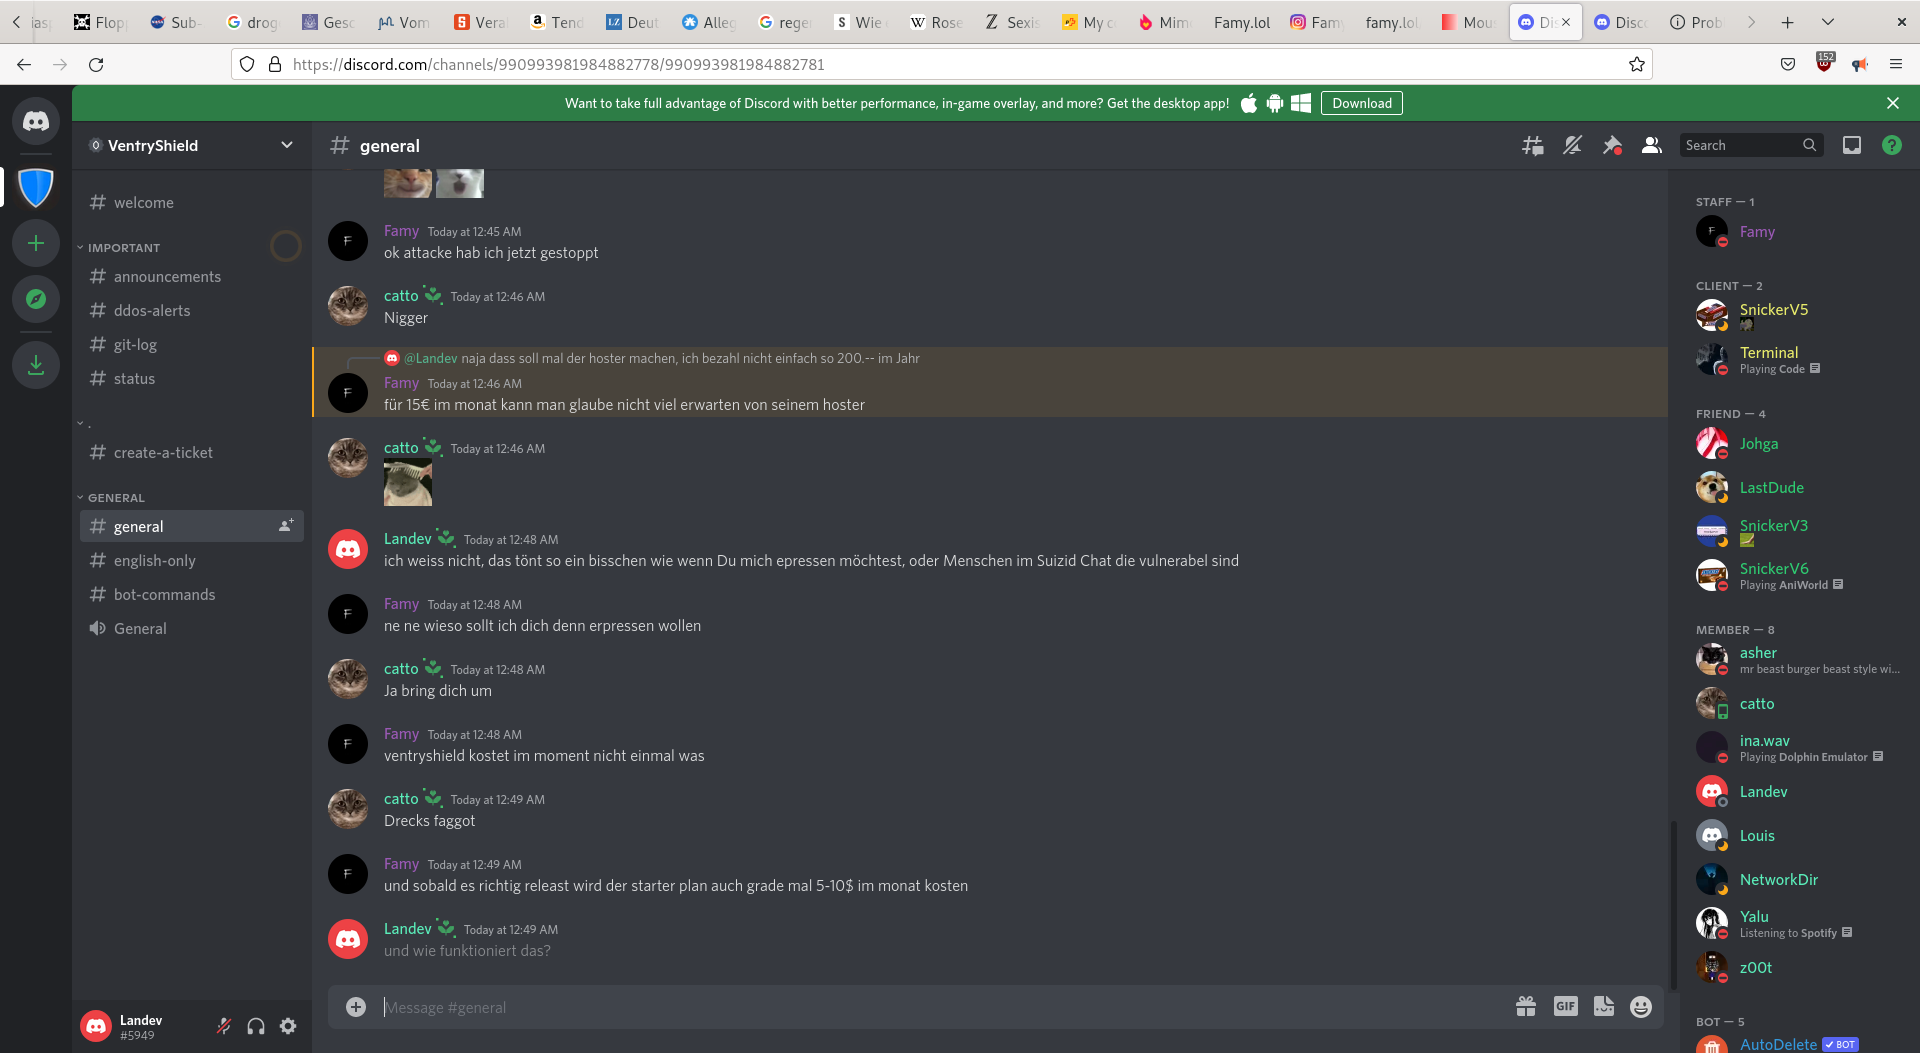 Flopp
Sub-
drog
Gesc
Vom
Vera
Tend
Deut
Alleg
reger
Wie
Rose
Sexis
My c
Mim
Famy.lol
Famy
famy.lol
Mous
Dis
Disco
Prob
https://discord.com/channels/990993981984882778/990993981984882781
152
Want to take full advantage of Discord with better performance, in-game overlay, and more? Get the desktop app!
Download
VentryShield
general
Search
welcome
IMPORTANT
announcements
ddos-alerts
git-log
status
.
create-a-ticket
GENERAL
general
english-only
bot-commands
General
Landev
#5949
Famy Today at 12:45 AM
ok attacke hab ich jetzt gestoppt
catto Today at 12:46 AM
Nigger
@Landev naja dass soll mal der hoster machen, ich bezahl nicht einfach so 200.-- im Jahr
Famy Today at 12:46 AM
für 15€ im monat kann man glaube nicht viel erwarten von seinem hoster
catto Today at 12:46 AM
Landev Today at 12:48 AM
ich weiss nicht, das tönt so ein bisschen wie wenn Du mich epressen möchtest, oder Menschen im Suizid Chat die vulnerabel sind
Famy Today at 12:48 AM
ne ne wieso sollt ich dich denn erpressen wollen
catto Today at 12:48 AM
Ja bring dich um
Famy Today at 12:48 AM
ventryshield kostet im moment nicht einmal was
catto Today at 12:49 AM
Drecks faggot
Famy Today at 12:49 AM
und sobald es richtig releast wird der starter plan auch grade mal 5-10$ im monat kosten
Landev Today at 12:49 AM
und wie funktioniert das?
Message #general
GIF
STAFF — 1
Famy
CLIENT — 2
SnickerV5
Terminal
Playing Code
FRIEND — 4
Johga
LastDude
SnickerV3
SnickerV6
Playing AniWorld
MEMBER — 8
asher
mr beast burger beast style wi...
catto
ina.wav
Playing Dolphin Emulator
Landev
Louis
NetworkDir
Yalu
Listening to Spotify
z00t
BOT — 5
AutoDelete BOT